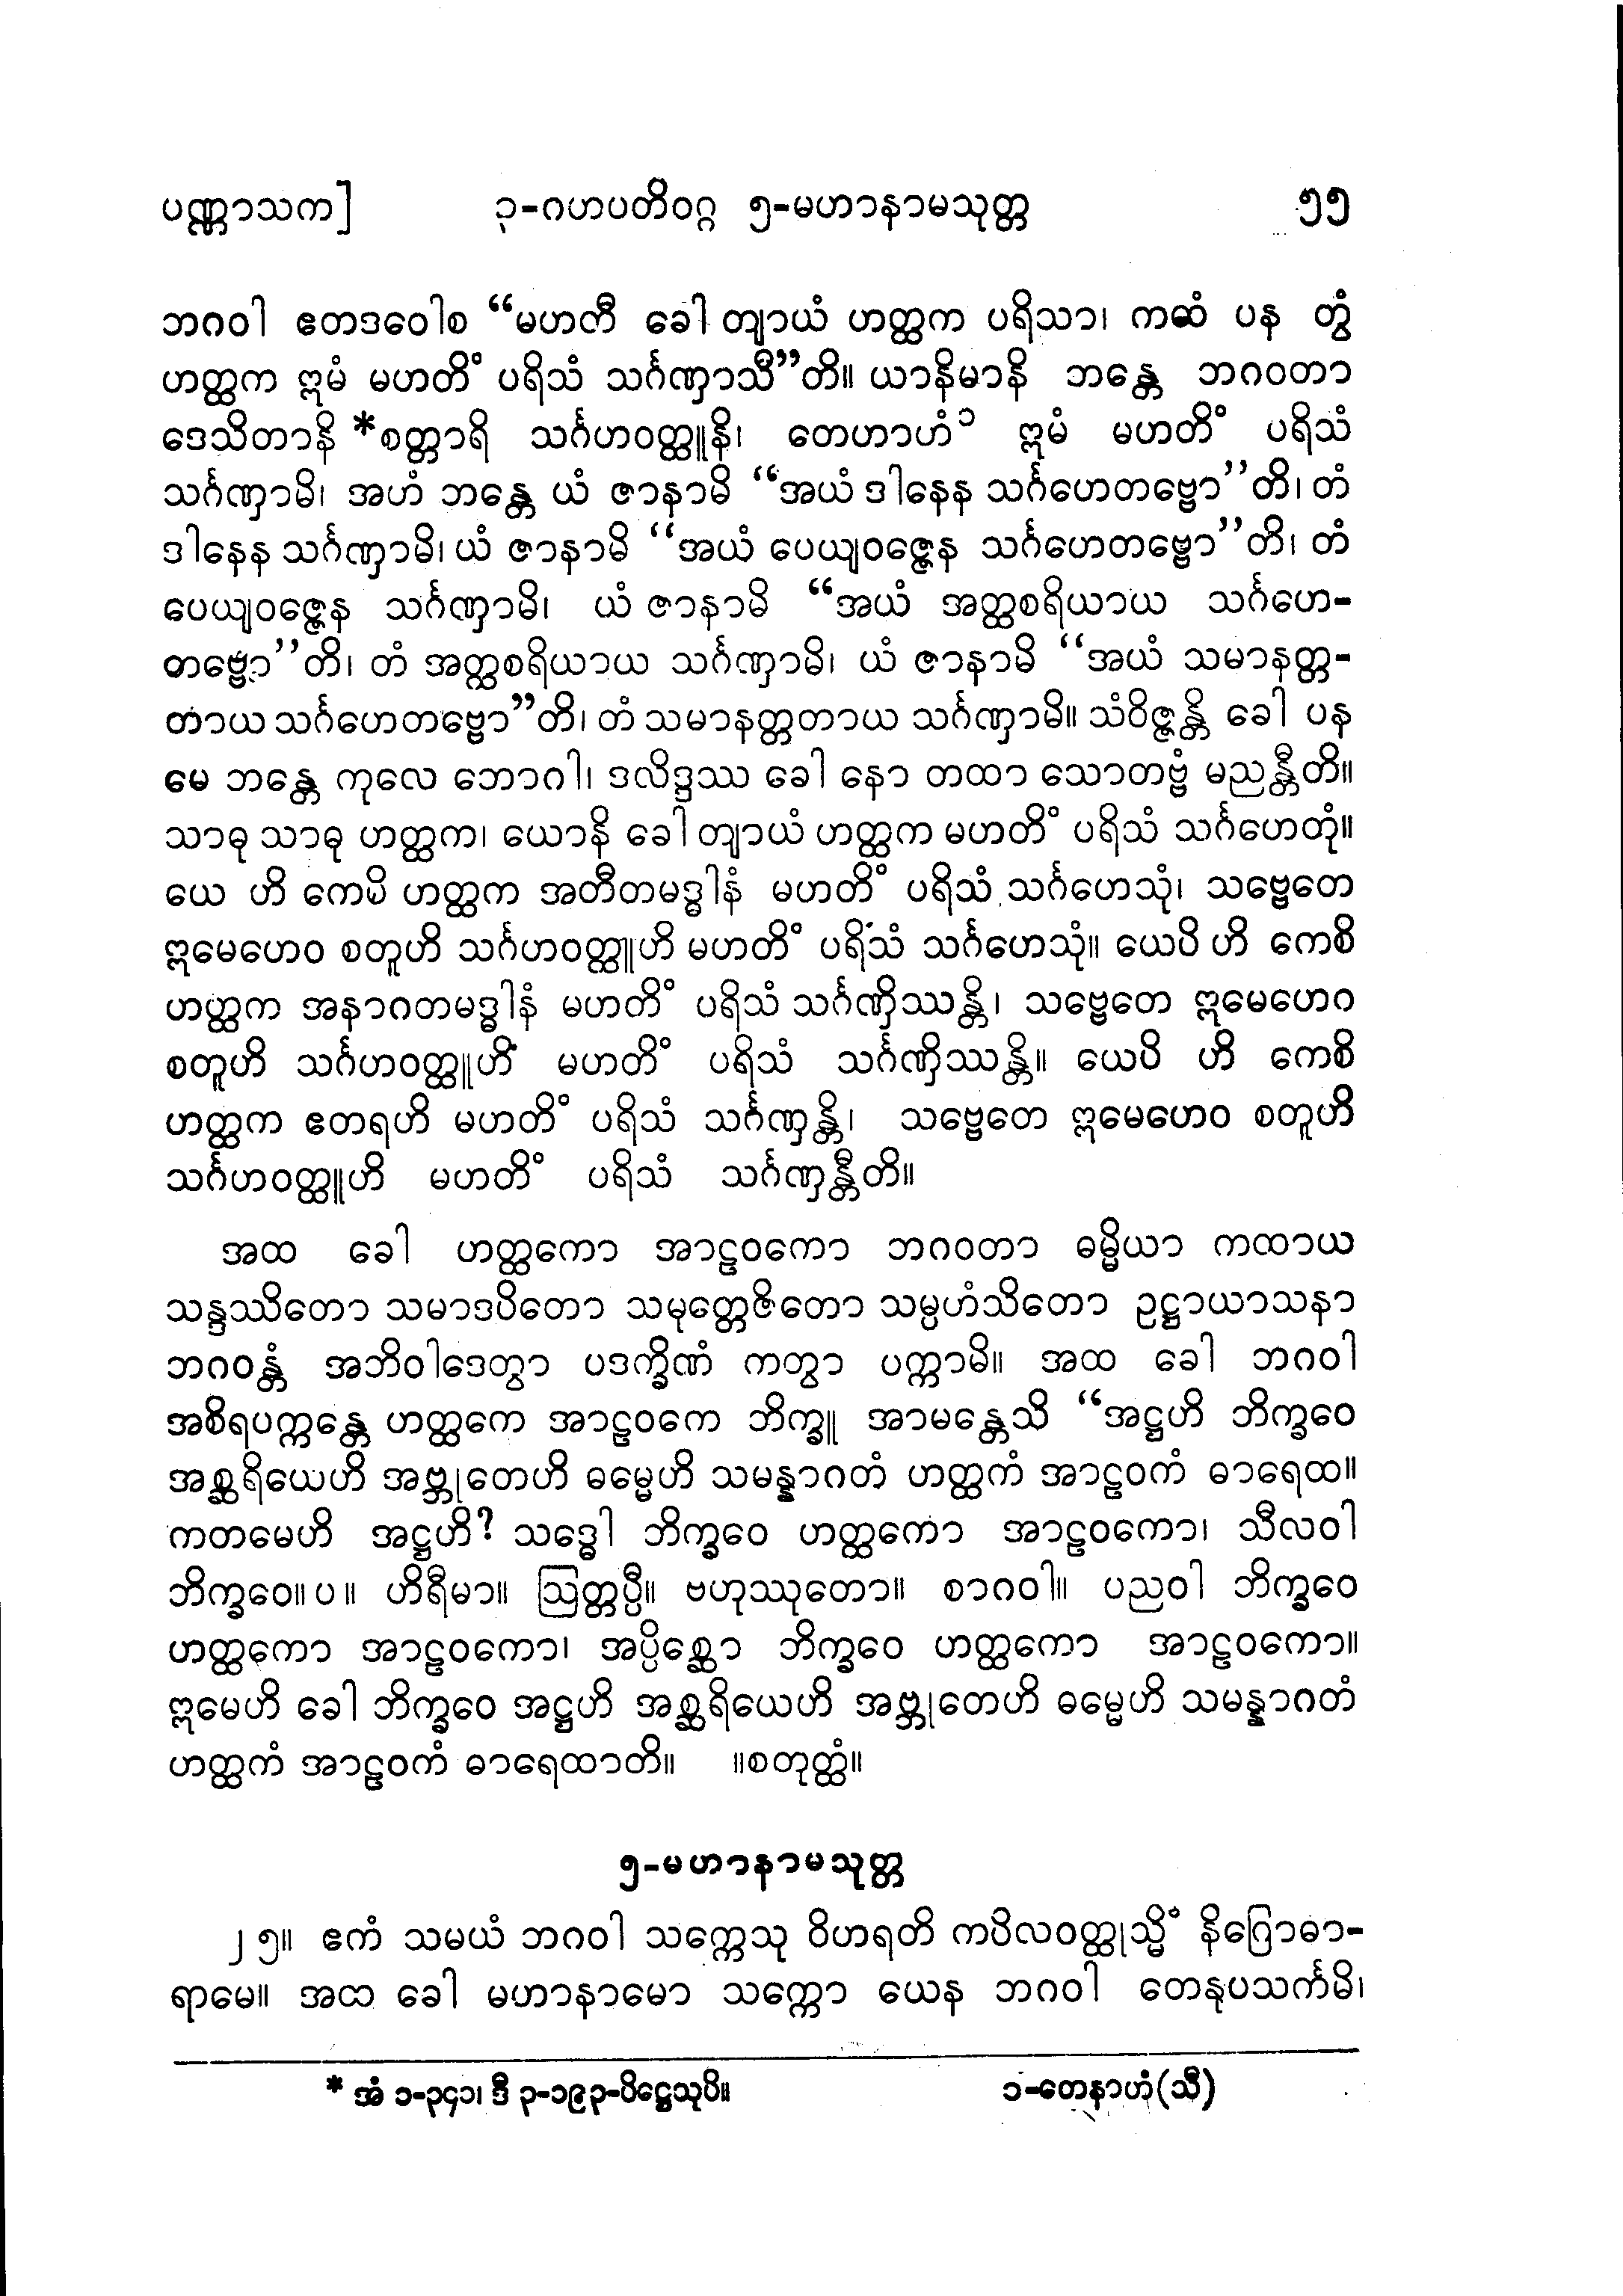 ပဏ္ဏာသက]	၃-ဂဟပတိဝဂ္ဂ ၅-မဟာနာမသုတ္တ	၅၅
ဘဂဝါ ဧတဒဝေါစ “မဟတီ ခေါ တျာယံ ဟတ္ထက ပရိသာ၊ ကထံ ပန တွံ
ဟတ္ထက ဣမံ မဟတိံ ပရိသံ သင်္ဂဏှာသီ”တိ။ ယာနိမာနိ ဘန္တေ ဘဂဝတာ
ဒေသိတာနိ *စတ္တာရိ သင်္ဂဟဝတ္ထူနိ၊ တေဟာဟံ၁ ဣမံ မဟတိံ ပရိသံ
သင်္ဂဏှာမိ၊ အဟံ ဘန္တေ ယံ ဇာနာမိ “အယံ ဒါနေန သင်္ဂဟေတဗ္ဗော”တိ၊ တံ
ဒါနေန သင်္ဂဏှာမိ၊ ယံ ဇာနာမိ “အယံ ပေယျဝဇ္ဇေန သင်္ဂဟေတဗ္ဗော”တိ၊ တံ
ပေယျဝဇ္ဇေန သင်္ဂဏှာမိ၊ ယံ ဇာနာမိ “အယံ အတ္ထစရိယာယ သင်္ဂဟေ-
တဗ္ဗော”တိ၊ တံ အတ္ထစရိယာယ သင်္ဂဏှာမိ၊ ယံ ဇာနာမိ “အယံ သမာနတ္တ-
တာယ သင်္ဂဟေတဗ္ဗော”တိ၊ တံ သမာနတ္တတာယ သင်္ဂဏှာမိ။ သံဝိဇ္ဇန္တိ ခေါ ပန
မေ ဘန္တေ ကုလေ ဘောဂါ၊ ဒလိဒ္ဒဿ ခေါ နော တထာ သောတဗ္ဗံ မညန္တီတိ။
သာဓု သာဓု ဟတ္ထက၊ ယောနိ ခေါ တျာယံ ဟတ္ထက မဟတိံ ပရိသံ သင်္ဂဟေတုံ။
ယေ ဟိ ကေမိ ဟတ္ထက အတီတမဒ္ဓါနံ မဟတိံ ပရိသံ သင်္ဂဟေသုံ၊ သဗ္ဗေတေ
ဣမေဟေဝ စတူဟိ သင်္ဂဟဝတ္ထူဟိ မဟတိံ ပရိသံ သင်္ဂဟေသုံ။ ယေပိ ဟိ ကေစိ
ဟတ္ထက အနာဂတမဒ္ဓါနံ မဟတိံ ပရိသံ သင်္ဂဏှိဿန္တိ၊ သဗ္ဗေတေ ဣမေဟေဝ
စတူဟိ သင်္ဂဟဝတ္ထူဟိ မဟတိံ ပရိသံ သင်္ဂဏှိဿန္တိ။ ယေပိ ဟိ ကေစိ
ဟတ္ထက ဧတရဟိ မဟတိံ ပရိသံ သင်္ဂဏှန္တိ၊ သဗ္ဗေတေ ဣမေဟေဝ စတူဟိ
သင်္ဂဟဝတ္ထူဟိ မဟတိံ ပရိသံ သင်္ဂဏှန္တီတိ။
အထ ခေါ ဟတ္ထကော အာဠဝကော ဘဂဝတာ ဓမ္မိယာ ကထာယ
သန္ဒဿိတော သမာဒပိတော သမုတ္တေဇိတော သမ္ပဟံသိတော ဥဋ္ဌာယာသနာ
ဘဂဝန္တံ အဘိဝါဒေတွာ ပဒက္ခိဏံ ကတွာ ပက္ကာမိ။ အထ ခေါ ဘဂဝါ
အစိရပက္ကန္တေ ဟတ္ထကေ အာဠဝကေ ဘိက္ခူ အာမန္တေသိ “အဋ္ဌဟိ ဘိက္ခဝေ
အစ္ဆရိယေဟိ အဗ္ဘုတေဟိ ဓမ္မေဟိ သမန္နာဂတံ ဟတ္ထကံ အာဠဝကံ ဓာရေထ။
ကတမေဟိ အဋ္ဌဟိ? သဒ္ဓေါ ဘိက္ခဝေ ဟတ္ထကော အာဠဝကော၊ သီလဝါ
ဘိက္ခဝေ။ပ။ ဟိရီမာ။ ဩတ္တပ္ပီ။ ဗဟုဿုတော။ စာဂဝါ။ ပညဝါ ဘိက္ခဝေ
ဟတ္ထကော အာဠဝကော၊ အပ္ပိစ္ဆော ဘိက္ခဝေ ဟတ္ထကော အာဠဝကော။
ဣမေဟိ ခေါ ဘိက္ခဝေ အဋ္ဌဟိ အစ္ဆရိယေဟိ အဗ္ဘုတေဟိ ဓမ္မေဟိ သမန္နာဂတံ
ဟတ္ထကံ အာဠဝကံ ဓာရေထာတိ။ ။စတုတ္ထံ။
၅-မဟာနာမသုတ္တ
၂၅။ ဧကံ သမယံ ဘဂဝါ သက္ကေသု ဝိဟရတိ ကပိလဝတ္ထုသ္မိံ နိဂြောဓာ-
ရာမေ။ အထ ခေါ မဟာနာမော သက္ကော ယေန ဘဂဝါ တေနုပသင်္ကမိ၊
* အံ ၁-၃၄၁၊ ဒီ ၃-၁၉၃-ပိဋ္ဌေသုပိ။	၁-တေနာဟံ(သီ)